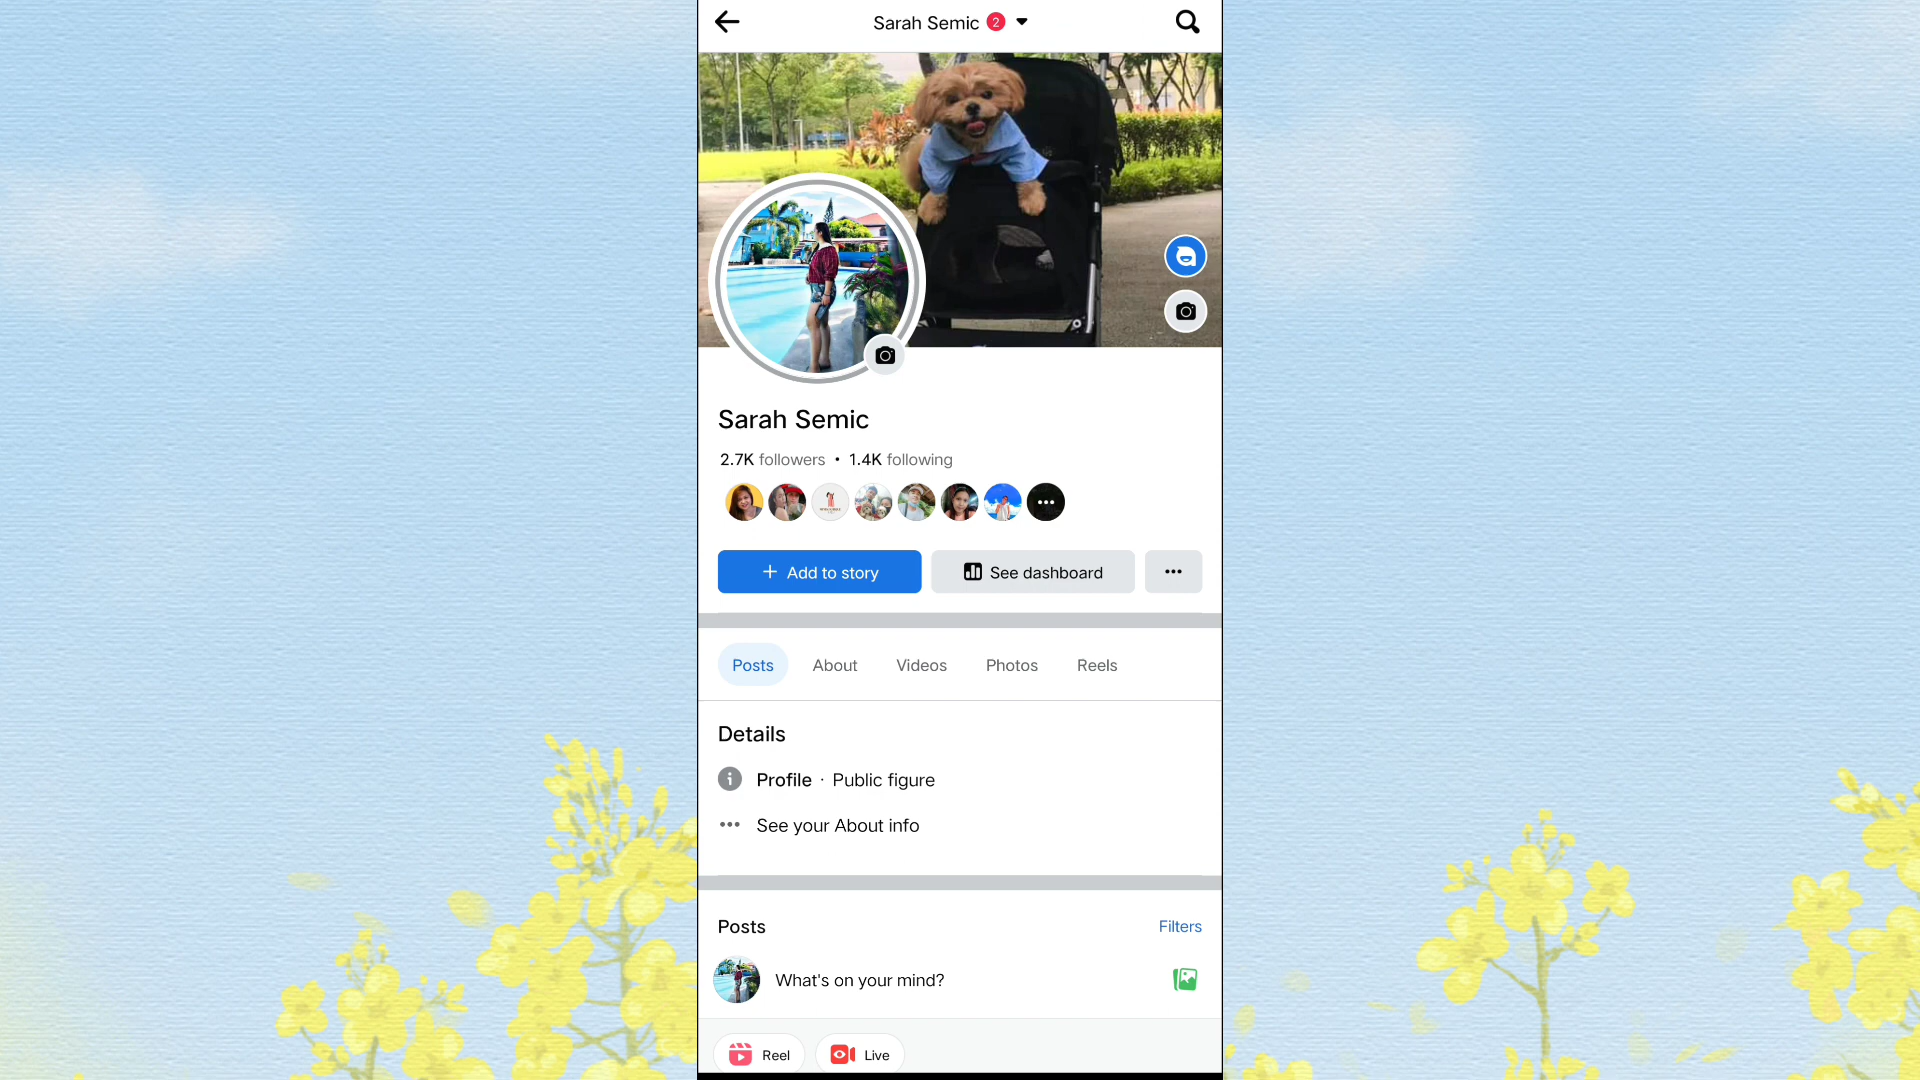 Sarah Semic 2
Sarah Semic
2.7K followers • 1.4K following
+ Add to story
See dashboard
Posts About Videos Photos Reels
Details
Profile · Public figure
See your About info
Posts
Filters
What's on your mind?
Reel Live